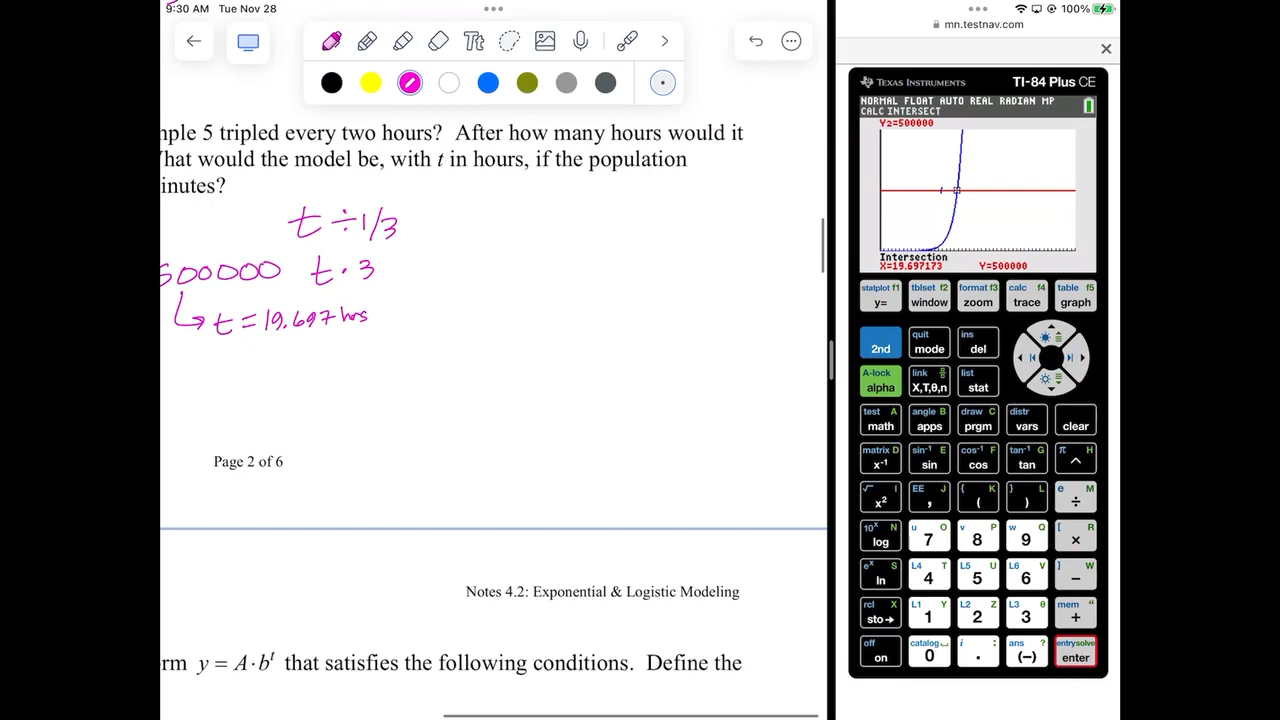 9:30 AM Tue Nov 28
Tt
nple 5 tripled every two hours? After how many hours would it
hat would the model be, with t in hours, if the population
inutes?
t ÷ 1/3
500000 t · 3
t = 19.697 hrs
Page 2 of 6
Notes 4.2: Exponential & Logistic Modeling
rm y = A · b^t that satisfies the following conditions. Define the
100%
mn.testnav.com
TEXAS INSTRUMENTS TI-84 Plus CE
NORMAL FLOAT AUTO REAL RADIAN MP
CALC INTERSECT
Y2=500000
Intersection
X=19.697173 Y=500000
statplot f1 tblset f2 format f3 calc f4 table f5
y= window zoom trace graph
quit ins
2nd mode del
A-lock link list
alpha X,T,θ,n stat
test A angle B draw C distr
math apps prgm vars clear
matrix D sin⁻¹ E cos⁻¹ F tan⁻¹ G π H
x⁻¹ sin cos tan ^
√ I EE J { K } L e M
x² , ( ) ÷
10ˣ N u O v P w Q [ R
log 7 8 9 ×
eˣ S L4 T L5 U L6 V ] W
ln 4 5 6 −
rcl X L1 Y L2 Z L3 θ mem "
sto→ 1 2 3 +
off catalog i : ans ? entry solve
on 0 . (−) enter